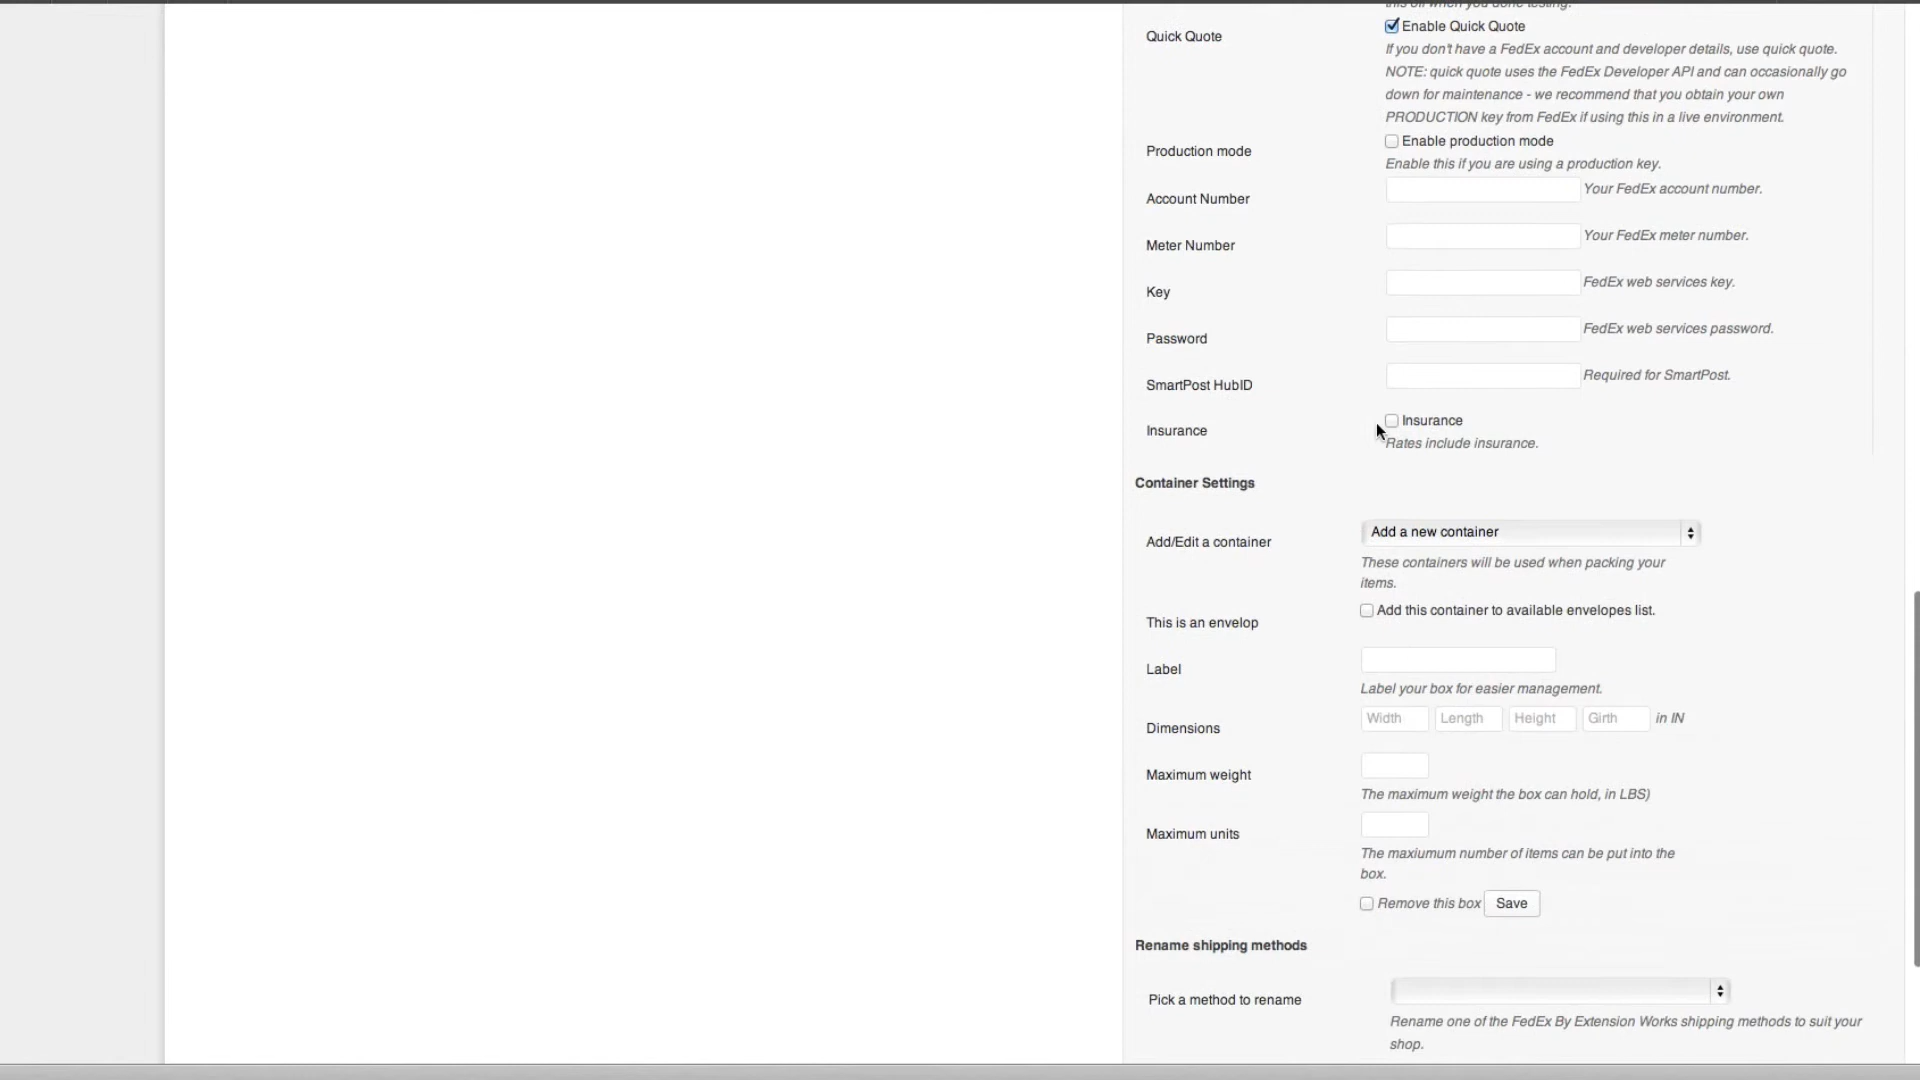 this off when you done testing.
Quick Quote
Enable Quick Quote
If you don't have a FedEx account and developer details, use quick quote.
NOTE: quick quote uses the FedEx Developer API and can occasionally go
down for maintenance - we recommend that you obtain your own
PRODUCTION key from FedEx if using this in a live environment.
Production mode
Enable production mode
Enable this if you are using a production key.
Account Number
Your FedEx account number.
Meter Number
Your FedEx meter number.
Key
FedEx web services key.
Password
FedEx web services password.
SmartPost HubID
Required for SmartPost.
Insurance
Insurance
Rates include insurance.
Container Settings
Add/Edit a container
Add a new container
These containers will be used when packing your
items.
This is an envelop
Add this container to available envelopes list.
Label
Label your box for easier management.
Dimensions
Width Length Height Girth in IN
Maximum weight
The maximum weight the box can hold, in LBS)
Maximum units
The maxiumum number of items can be put into the
box.
Remove this box Save
Rename shipping methods
Pick a method to rename
Rename one of the FedEx By Extension Works shipping methods to suit your
shop.